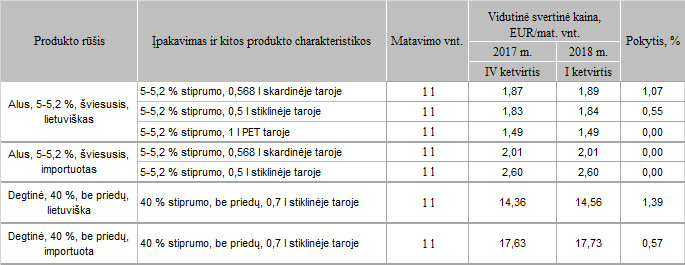 Produkto rūšis
Įpakavimas ir kitos produkto charakteristikos
Matavimo vnt.
Vidutinė svertinė kaina,
EUR/mat. vnt.
Pokytis, %
2017 m.
2018 m.
IV ketvirtis
I ketvirtis
Alus, 5-5,2 %, šviesusis,
lietuviškas
5-5,2 % stiprumo, 0,568 l skardinėje taroje 1 l 1,87 1,89 1,07
5-5,2 % stiprumo, 0,5 l stiklinėje taroje 1 l 1,83 1,84 0,55
5-5,2 % stiprumo, 1 l PET taroje 1 l 1,49 1,49 0,00
Alus, 5-5,2 %, šviesusis,
importuotas
5-5,2 % stiprumo, 0,568 l skardinėje taroje 1 l 2,01 2,01 0,00
5-5,2 % stiprumo, 0,5 l stiklinėje taroje 1 l 2,60 2,60 0,00
Degtinė, 40 %, be priedų,
lietuviška
40 % stiprumo, be priedų, 0,7 l stiklinėje taroje 1 l 14,36 14,56 1,39
Degtinė, 40 %, be priedų,
importuota
40 % stiprumo, be priedų, 0,7 l stiklinėje taroje 1 l 17,63 17,73 0,57